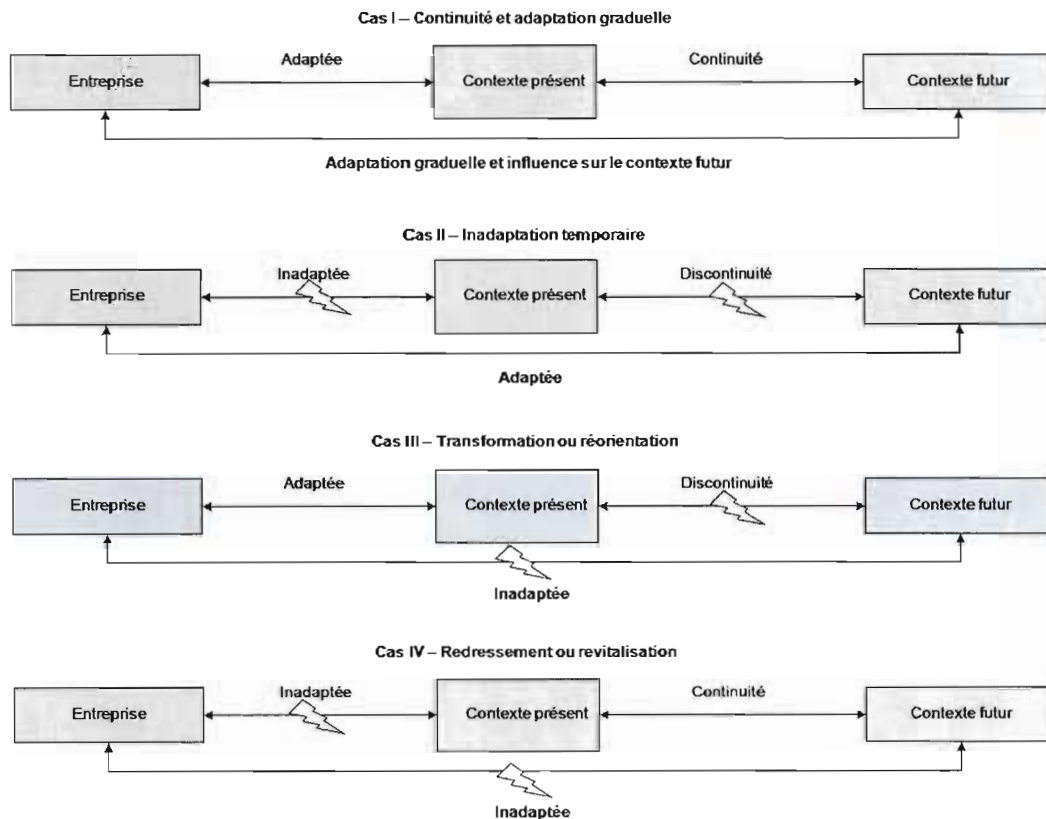 Cas I – Continuité et adaptation graduelle
Entreprise
Adaptée
Contexte présent
Continuité
Contexte futur
Adaptation graduelle et influence sur le contexte futur
Cas II – Inadaptation temporaire
Entreprise
Inadaptée
Contexte présent
Discontinuité
Contexte futur
Adaptée
Cas III – Transformation ou réorientation
Entreprise
Adaptée
Contexte présent
Discontinuité
Contexte futur
Inadaptée
Cas IV – Redressement ou revitalisation
Entreprise
Inadaptée
Contexte présent
Continuité
Contexte futur
Inadaptée